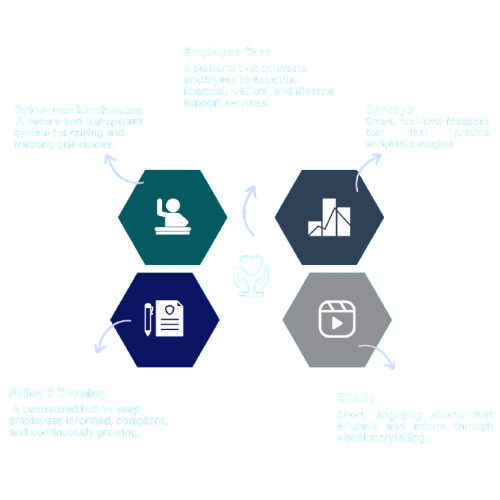 Employee Care
A platform that connects
employees to essential
financial, welfare, and lifestyle
support services.
Grievance Mechanism
A secure and transparent
system for raising and
tracking grievances.
Surveys
Smart, real-time feedback
tool that provide
actionable insights
Policy & Training
A centralized hub to keep
employees informed, compliant,
and continuously growing.
Studio
Short, engaging videos that
educate and inform through
visual storytelling.